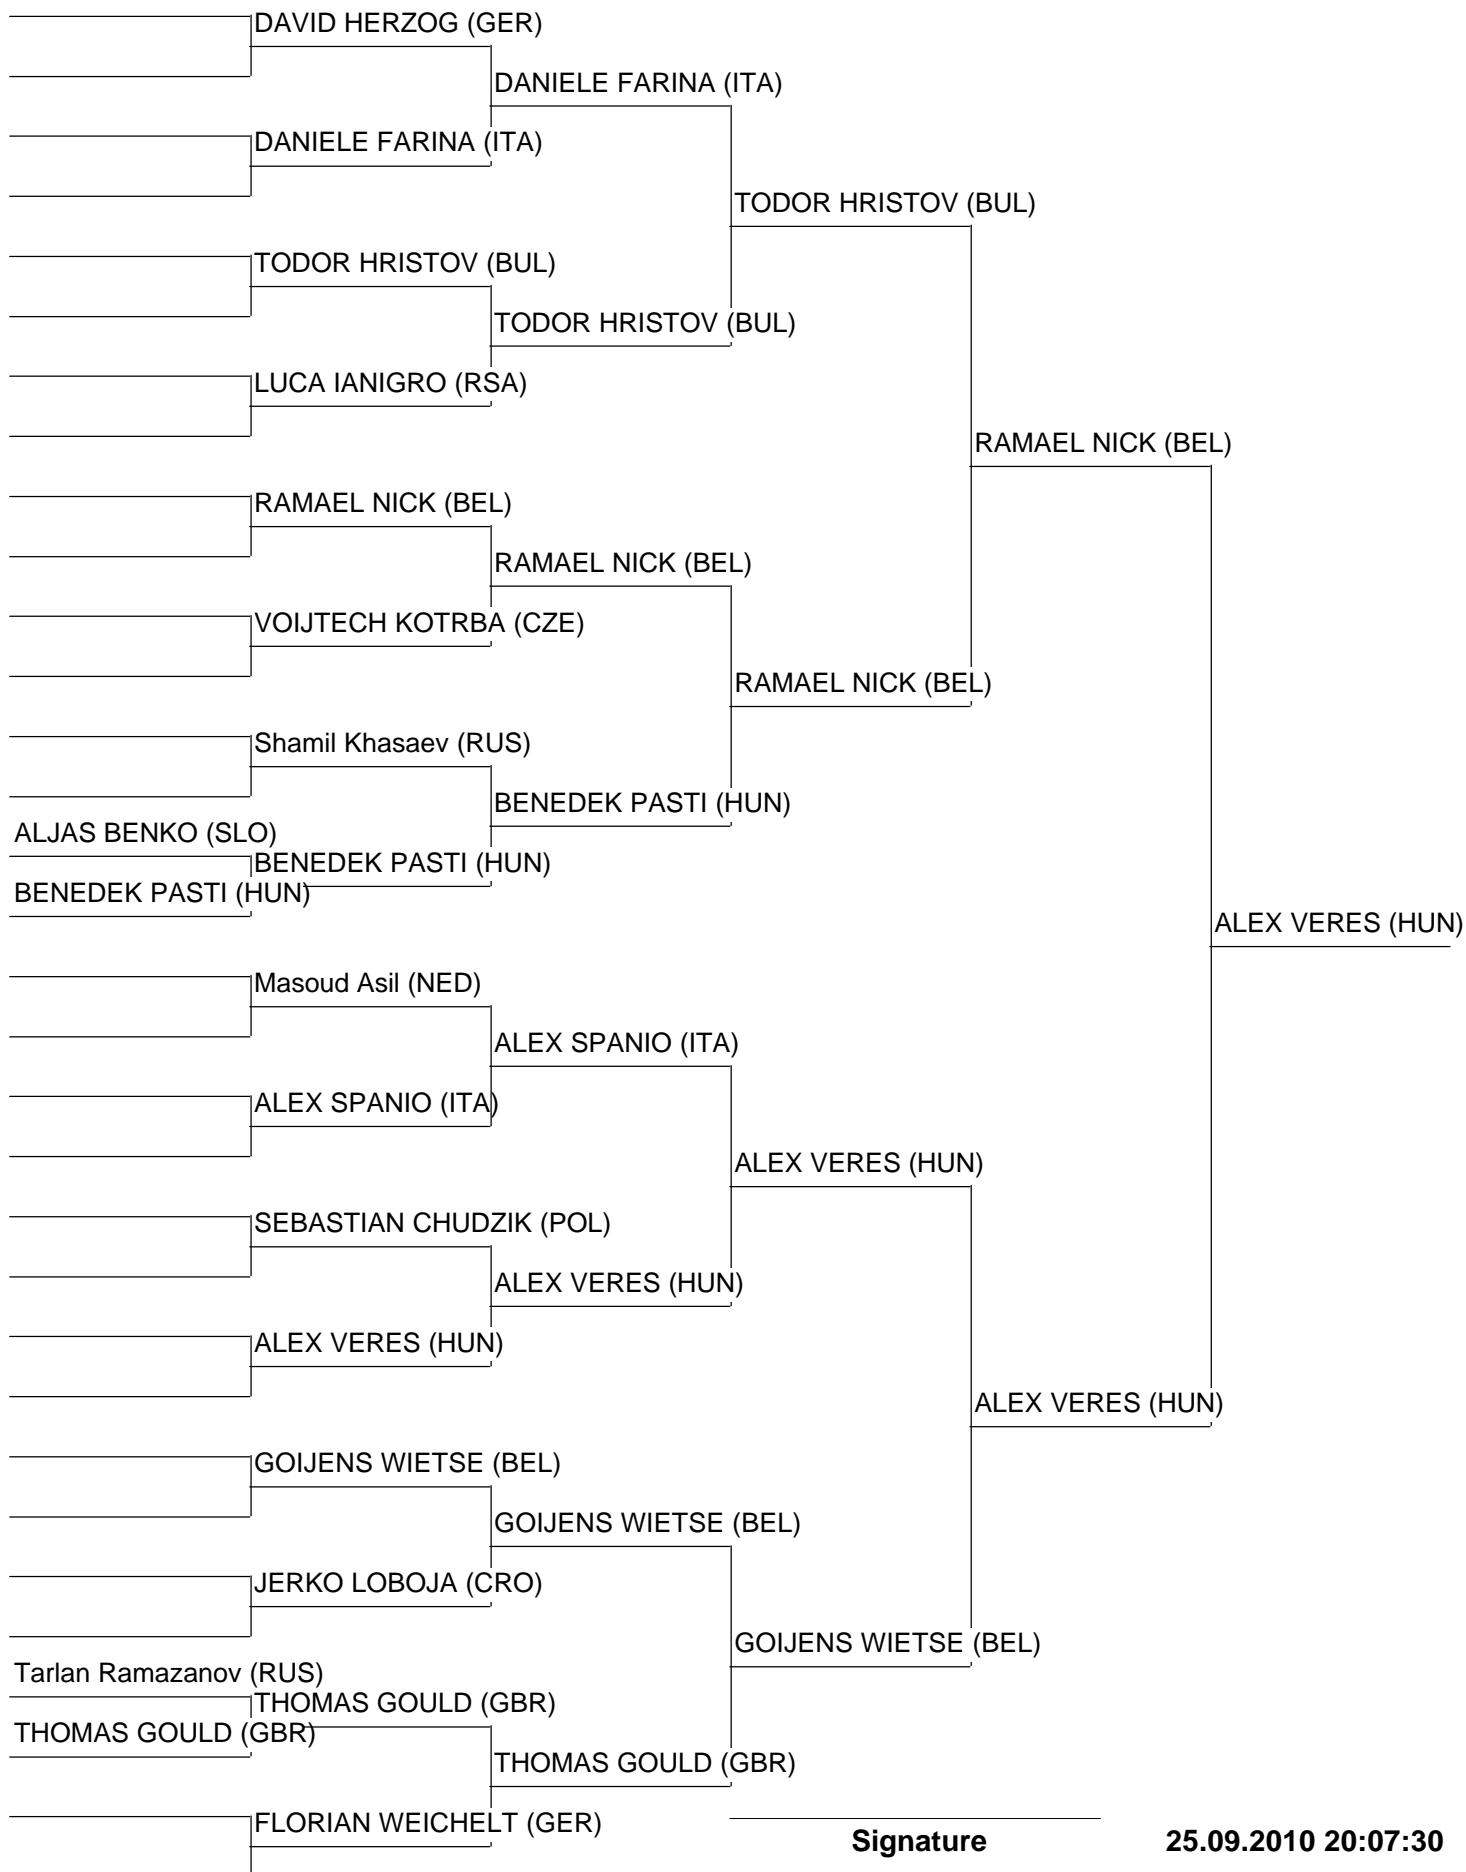 DAVID HERZOG (GER)
DANIELE FARINA (ITA)
DANIELE FARINA (ITA)
TODOR HRISTOV (BUL)
TODOR HRISTOV (BUL)
TODOR HRISTOV (BUL)
LUCA IANIGRO (RSA)
RAMAEL NICK (BEL)
RAMAEL NICK (BEL)
RAMAEL NICK (BEL)
VOIJTECH KOTRBA (CZE)
RAMAEL NICK (BEL)
Shamil Khasaev (RUS)
BENEDEK PASTI (HUN)
ALJAS BENKO (SLO)
BENEDEK PASTI (HUN)
BENEDEK PASTI (HUN)
ALEX VERES (HUN)
Masoud Asil (NED)
ALEX SPANIO (ITA)
ALEX SPANIO (ITA)
ALEX VERES (HUN)
SEBASTIAN CHUDZIK (POL)
ALEX VERES (HUN)
ALEX VERES (HUN)
ALEX VERES (HUN)
GOIJENS WIETSE (BEL)
GOIJENS WIETSE (BEL)
JERKO LOBOJA (CRO)
GOIJENS WIETSE (BEL)
Tarlan Ramazanov (RUS)
THOMAS GOULD (GBR)
THOMAS GOULD (GBR)
THOMAS GOULD (GBR)
FLORIAN WEICHELT (GER)
Signature 25.09.2010 20:07:30